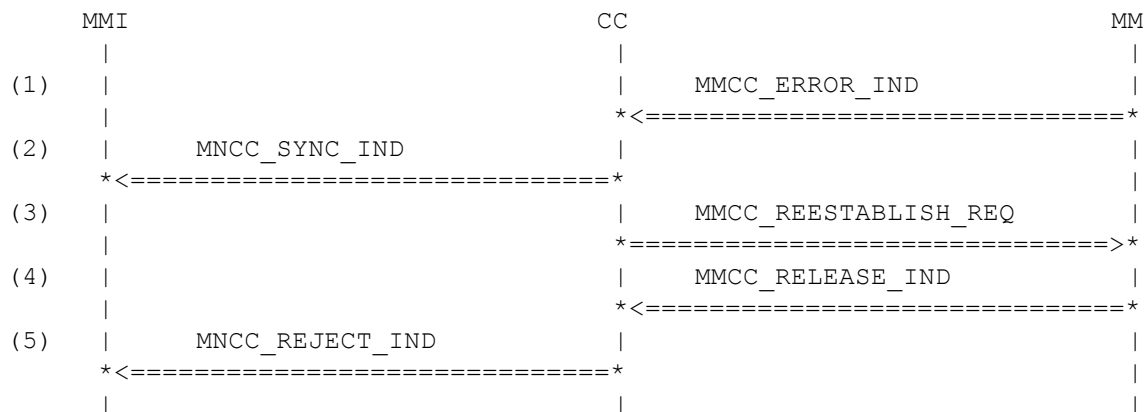 MMI CC MM
| | |
(1) | | MMCC_ERROR_IND |
| *<==============================*
(2) | MNCC_SYNC_IND | |
*<==============================* |
(3) | | MMCC_REESTABLISH_REQ |
| *==============================>*
(4) | | MMCC_RELEASE_IND |
| *<==============================*
(5) | MNCC_REJECT_IND | |
*<==============================* |
| | |